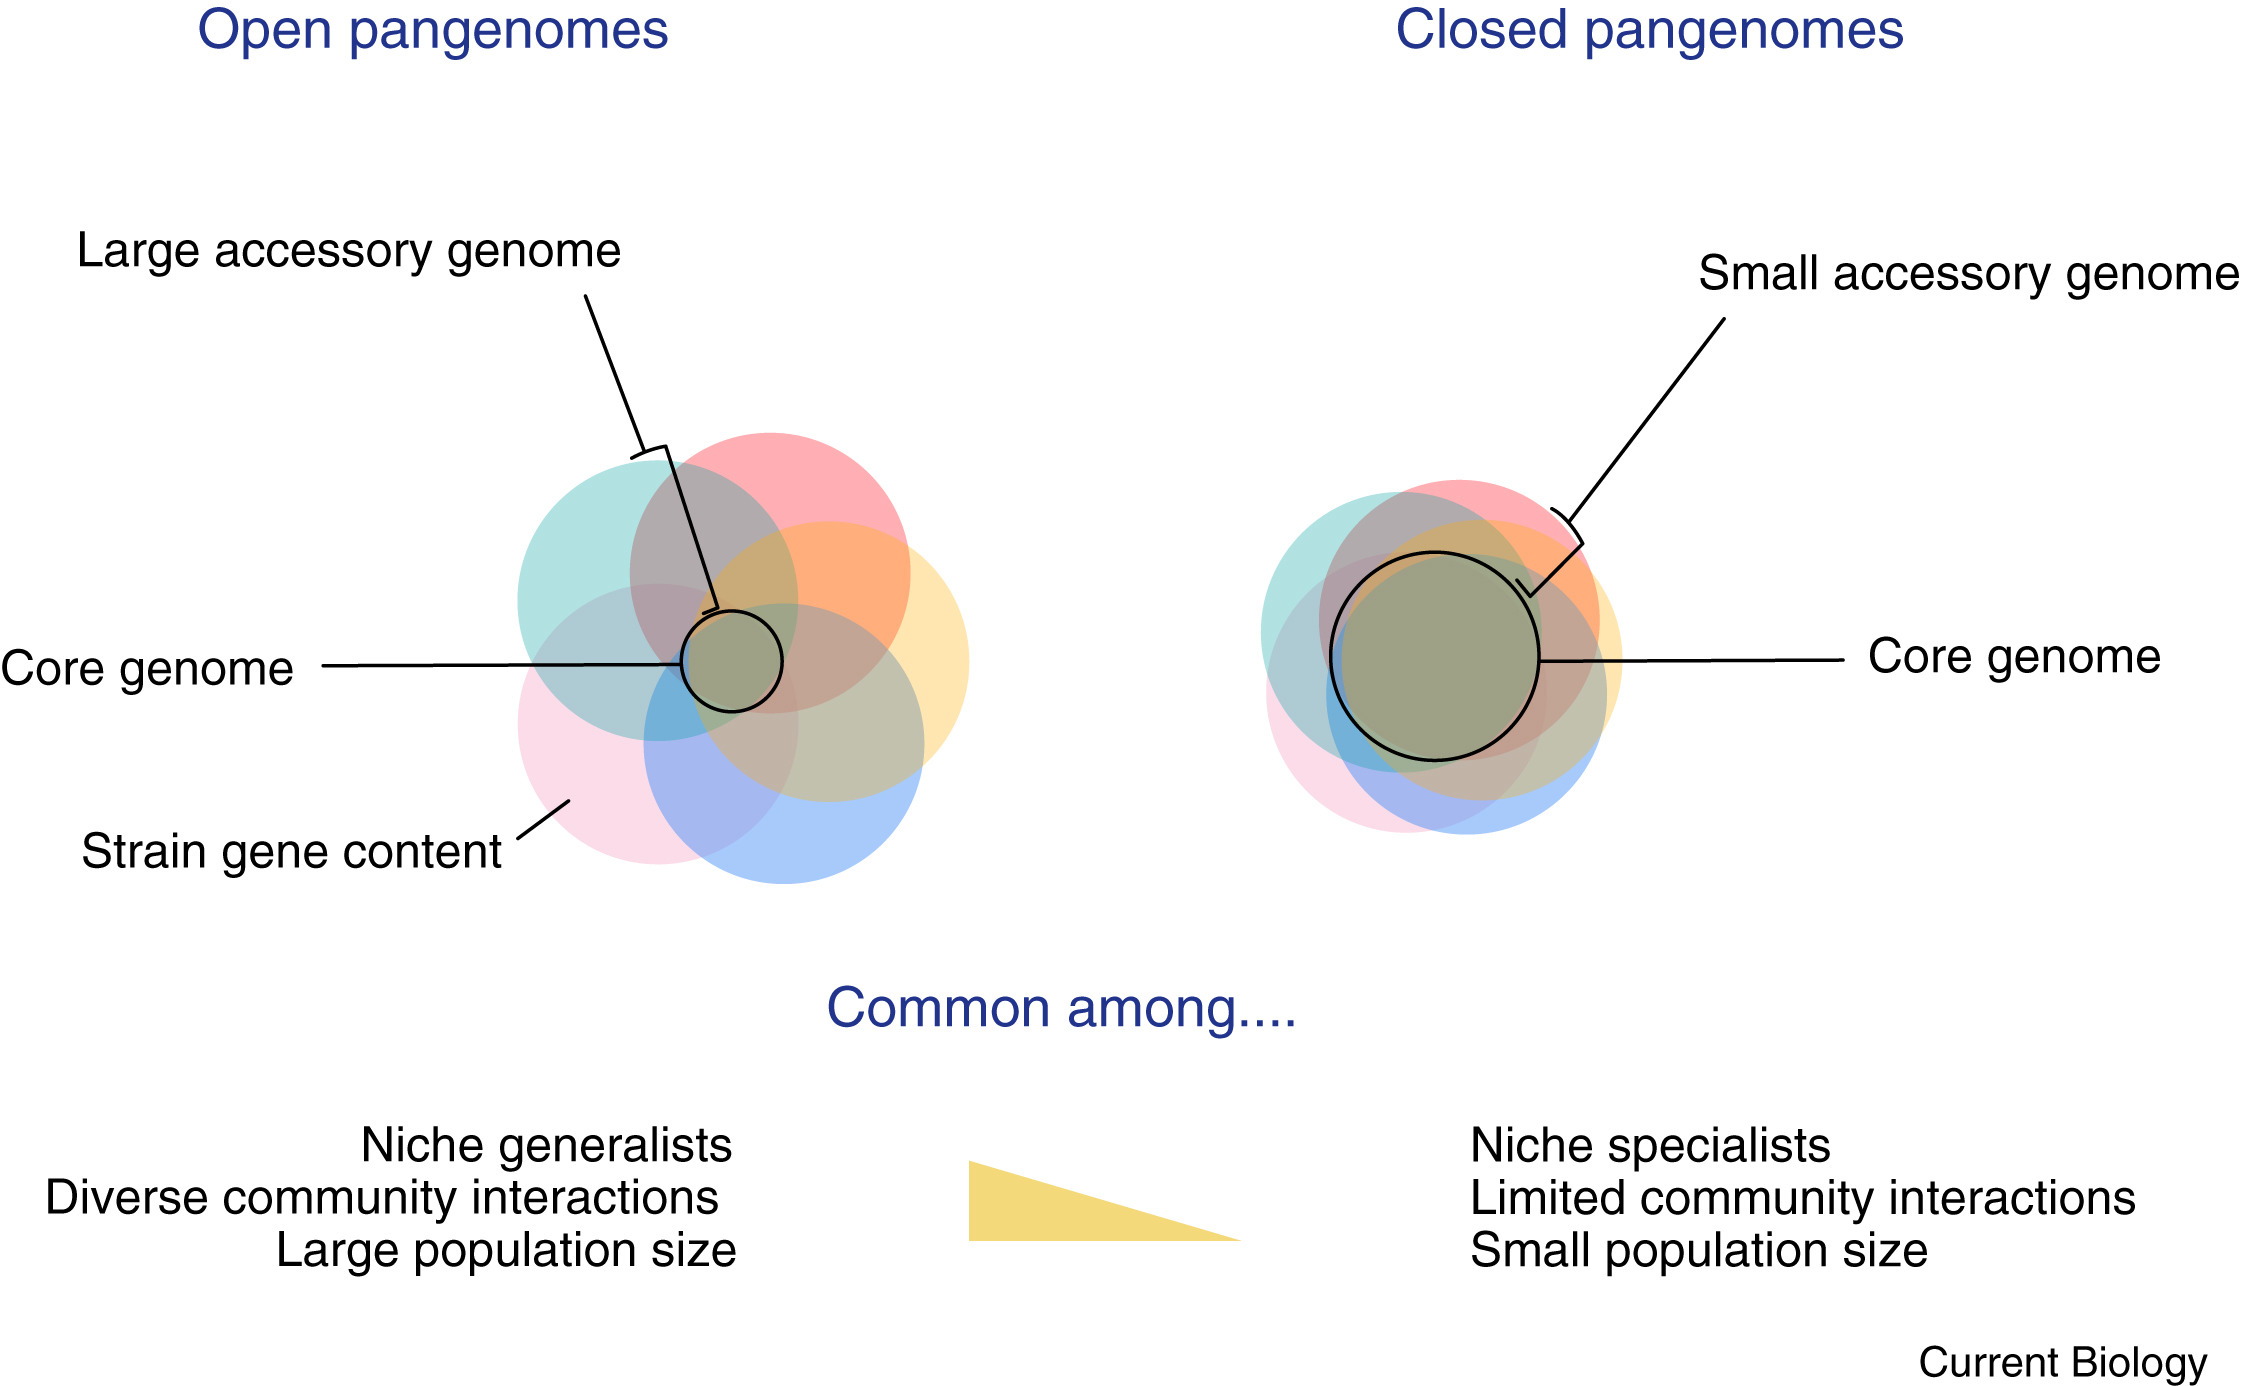 Open pangenomes
Closed pangenomes
Large accessory genome
Small accessory genome
Core genome
Core genome
Strain gene content
Common among....
Niche generalists
Diverse community interactions
Large population size
Niche specialists
Limited community interactions
Small population size
Current Biology